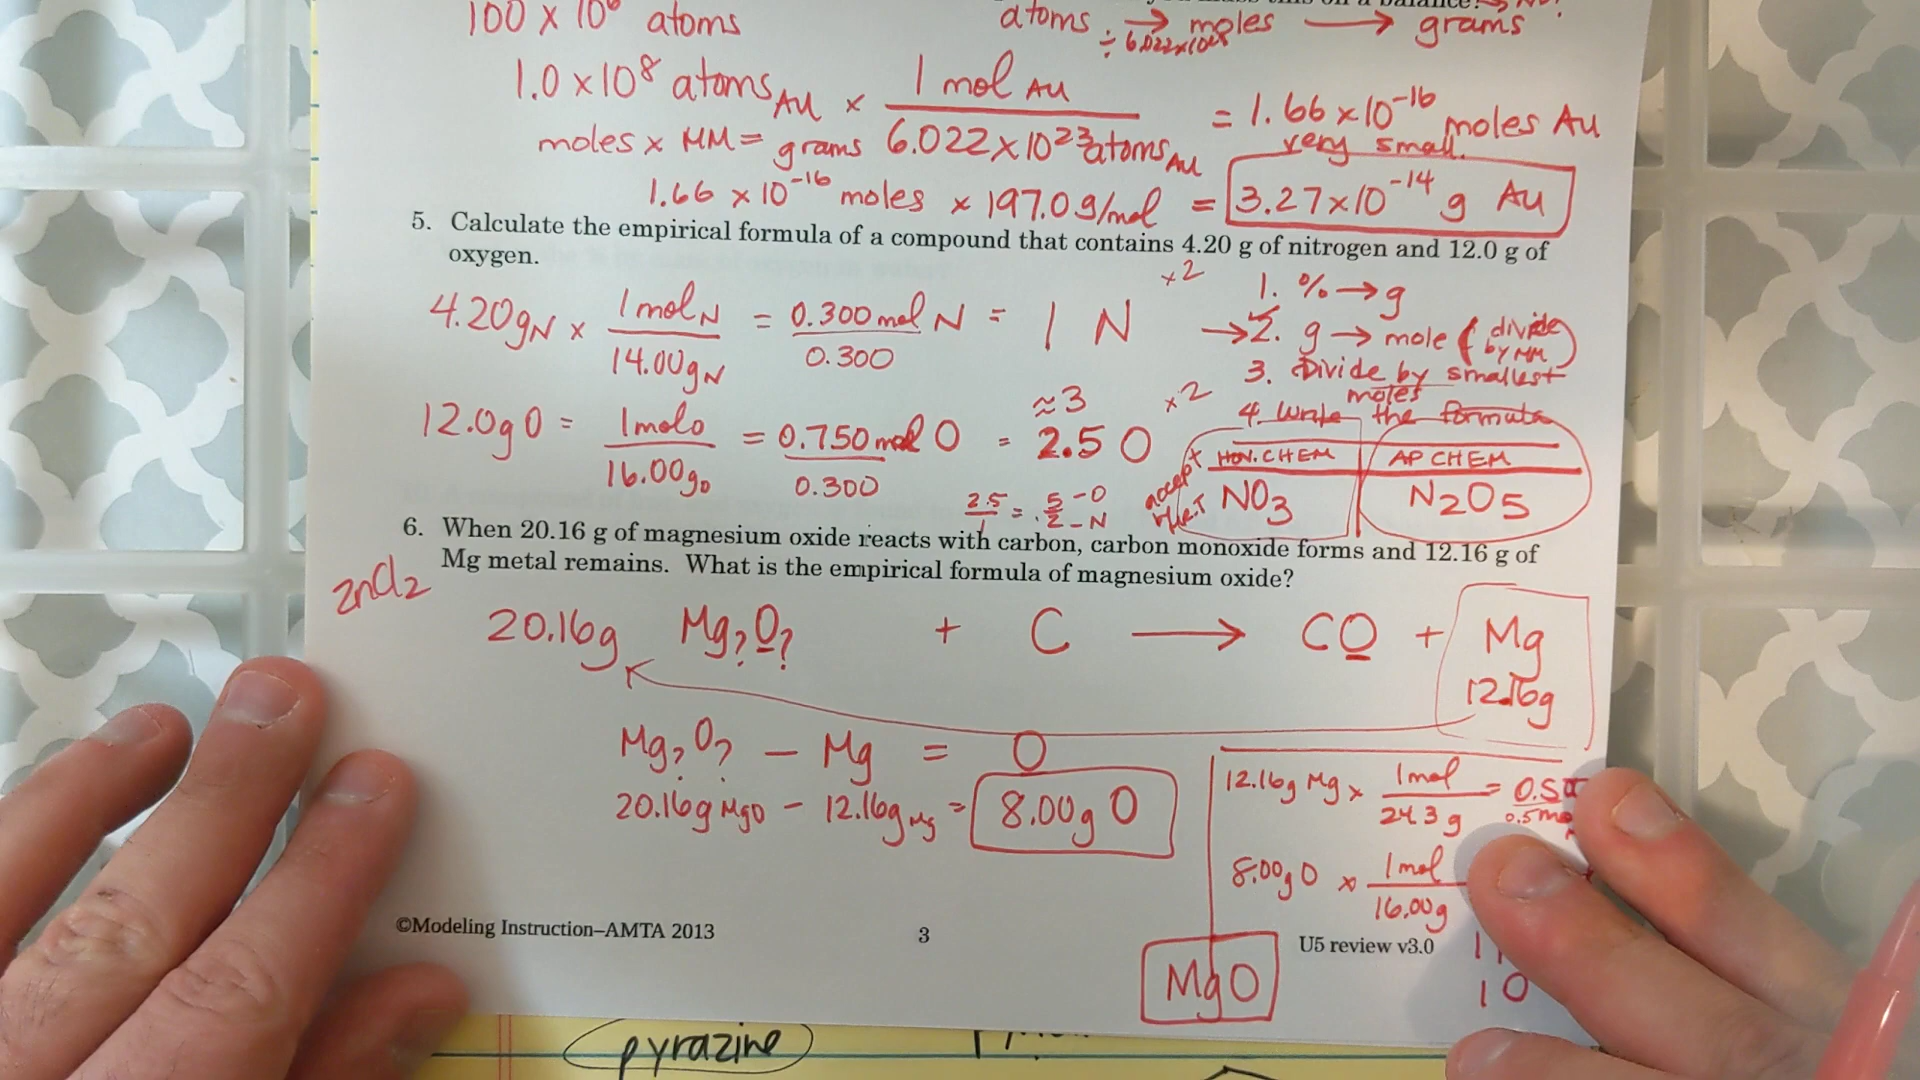 100 x 10⁶ atoms
atoms → moles → grams
÷ 6.022x10²³
1.0 x 10⁸ atoms Au x 1 mol Au / 6.022 x 10²³ atoms Au = 1.66 x 10⁻¹⁶ moles Au
very small.
moles x MM = grams
1.66 x 10⁻¹⁶ moles x 197.0 g/mol = 3.27 x 10⁻¹⁴ g Au
5. Calculate the empirical formula of a compound that contains 4.20 g of nitrogen and 12.0 g of
oxygen.
4.20 g N x 1 mol N / 14.00 g N = 0.300 mol N / 0.300 = 1 N x2
12.0 g O = 1 mol O / 16.00 g O = 0.750 mol O / 0.300 = 2.5 O x2
≈3
2.5 / 1 = 5 - O / 2 - N
1. % → g
→ 2. g → mole (divide by MM)
3. Divide by smallest
moles
4. Write the formula
HON. CHEM
AP CHEM
accept
NO₃
N₂O₅
6. When 20.16 g of magnesium oxide reacts with carbon, carbon monoxide forms and 12.16 g of
Mg metal remains. What is the empirical formula of magnesium oxide?
ZnCl₂
20.16g Mg?O? + C → CO + Mg
12.16g
Mg?O? - Mg = O
20.16g MgO - 12.16g Mg = 8.00g O
12.16g Mg x 1 mol / 24.3 g = 0.5
8.00g O x 1 mol / 16.00g
1 O
MgO
©Modeling Instruction–AMTA 2013
3
U5 review v3.0
pyrazine